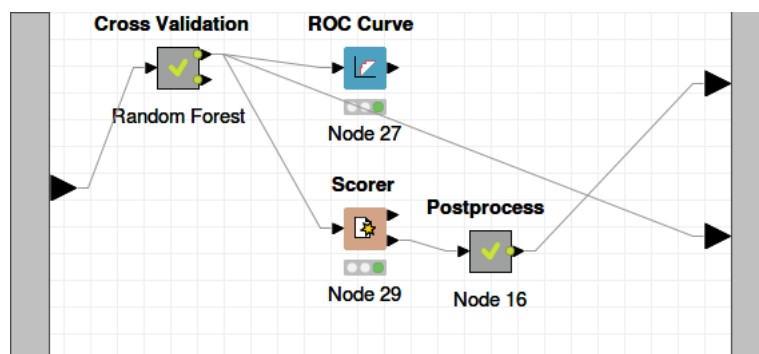 Cross Validation
ROC Curve
Random Forest
Node 27
Scorer
Postprocess
Node 29
Node 16